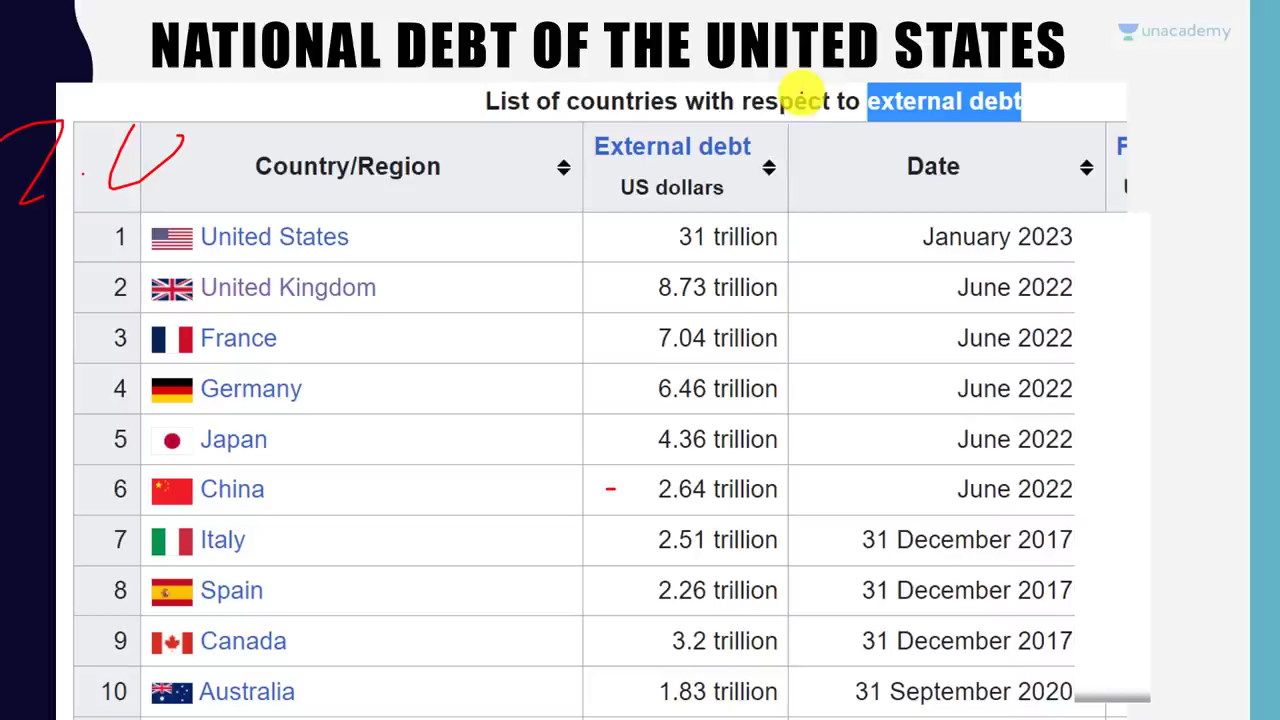 NATIONAL DEBT OF THE UNITED STATES
unacademy
List of countries with respect to external debt
Country/Region External debt US dollars Date
1 United States 31 trillion January 2023
2 United Kingdom 8.73 trillion June 2022
3 France 7.04 trillion June 2022
4 Germany 6.46 trillion June 2022
5 Japan 4.36 trillion June 2022
6 China 2.64 trillion June 2022
7 Italy 2.51 trillion 31 December 2017
8 Spain 2.26 trillion 31 December 2017
9 Canada 3.2 trillion 31 December 2017
10 Australia 1.83 trillion 31 September 2020